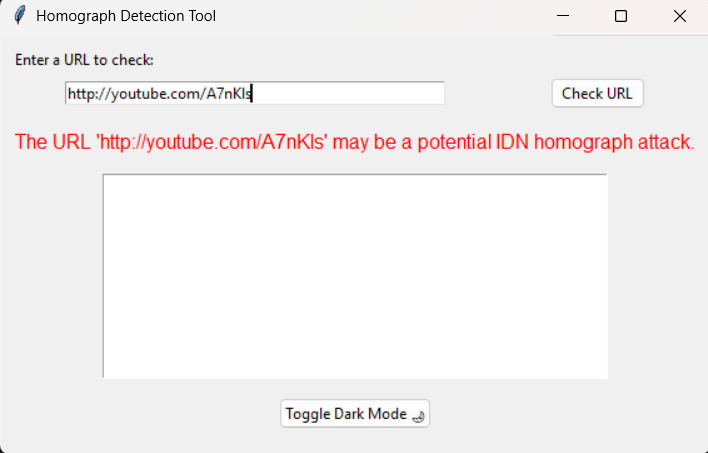 Homograph Detection Tool
Enter a URL to check:
http://youtube.com/A7nKls Check URL
The URL 'http://youtube.com/A7nKls' may be a potential IDN homograph attack.
Toggle Dark Mode 🌙